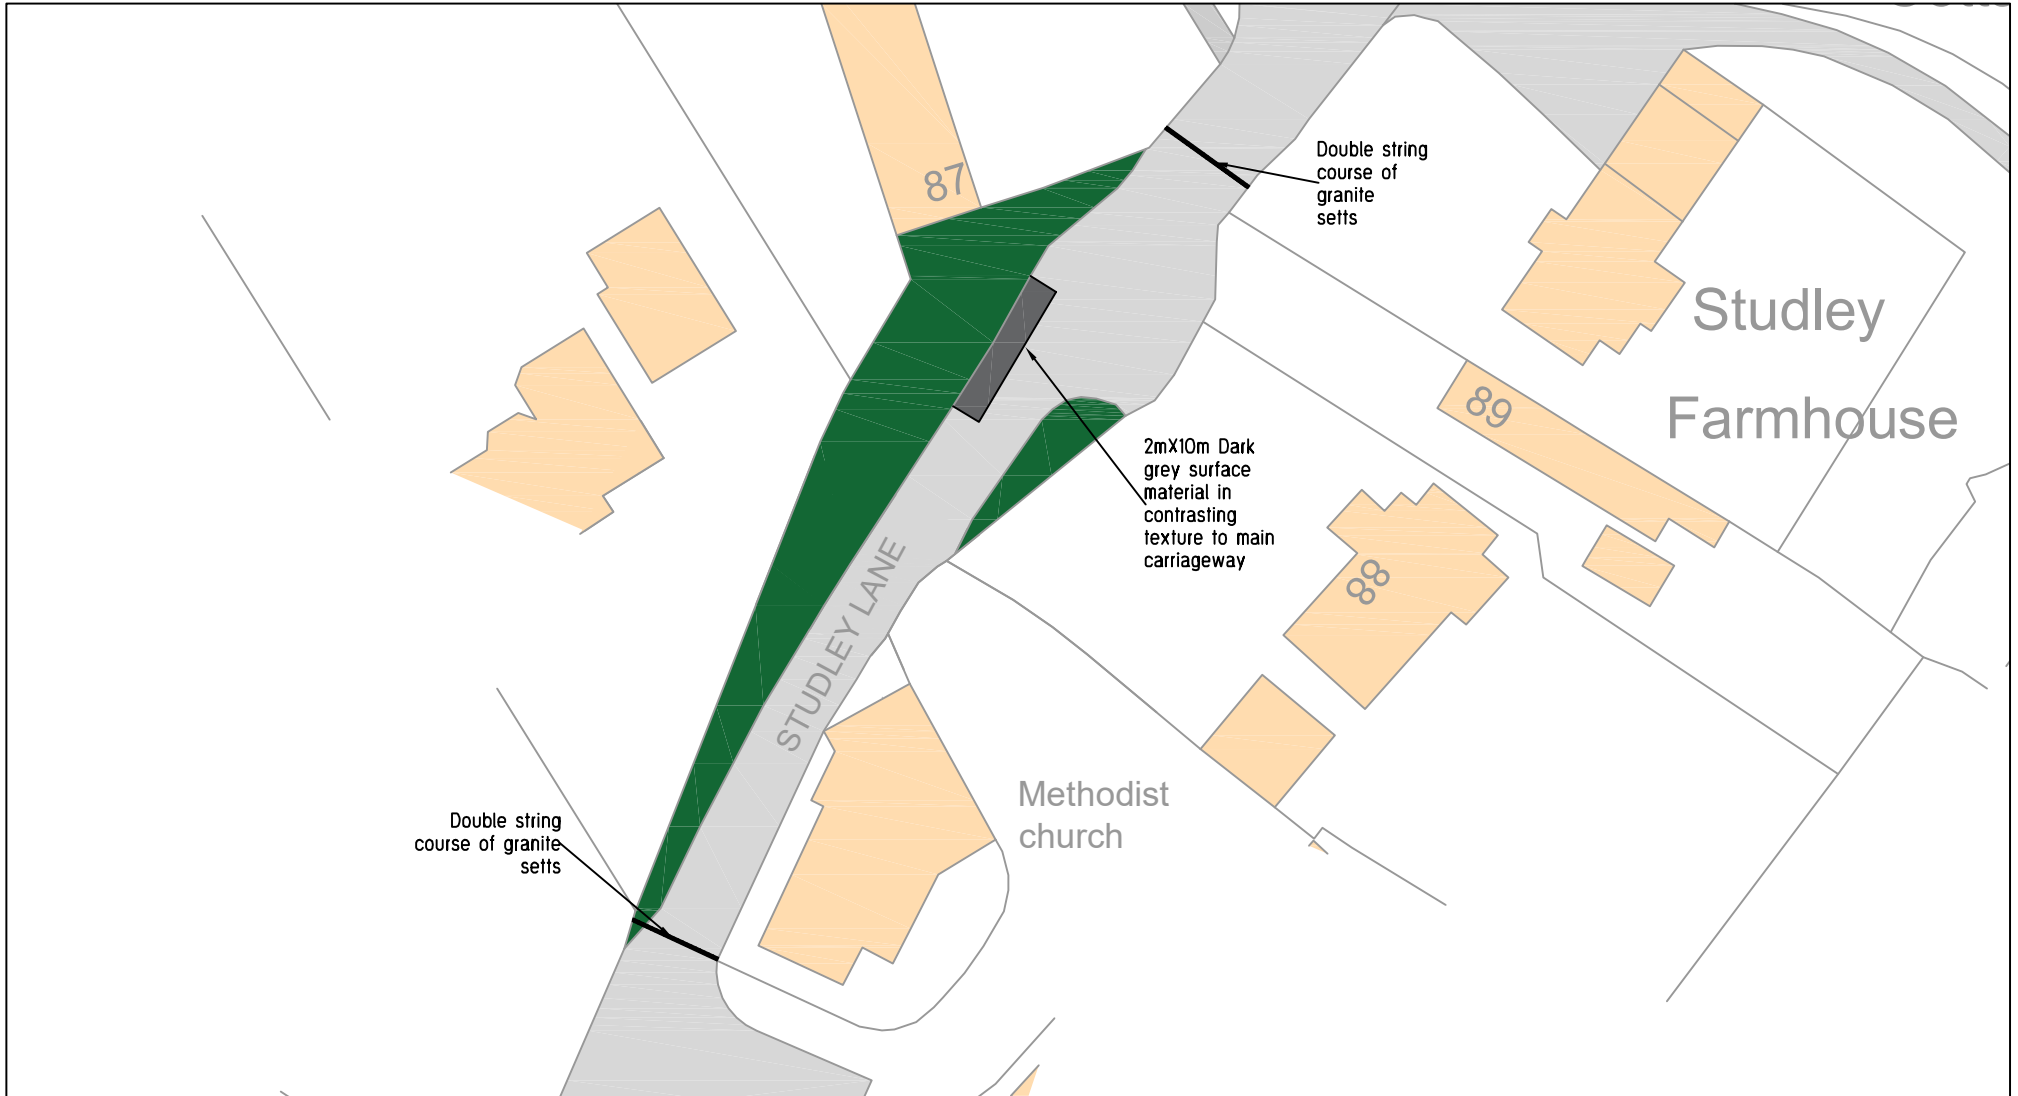 87
Double string
course of
granite
setts
Studley
Farmhouse
89
2mX10m Dark
grey surface
material in
contrasting
texture to main
carriageway
88
STUDLEY LANE
Methodist
church
Double string
course of granite
setts